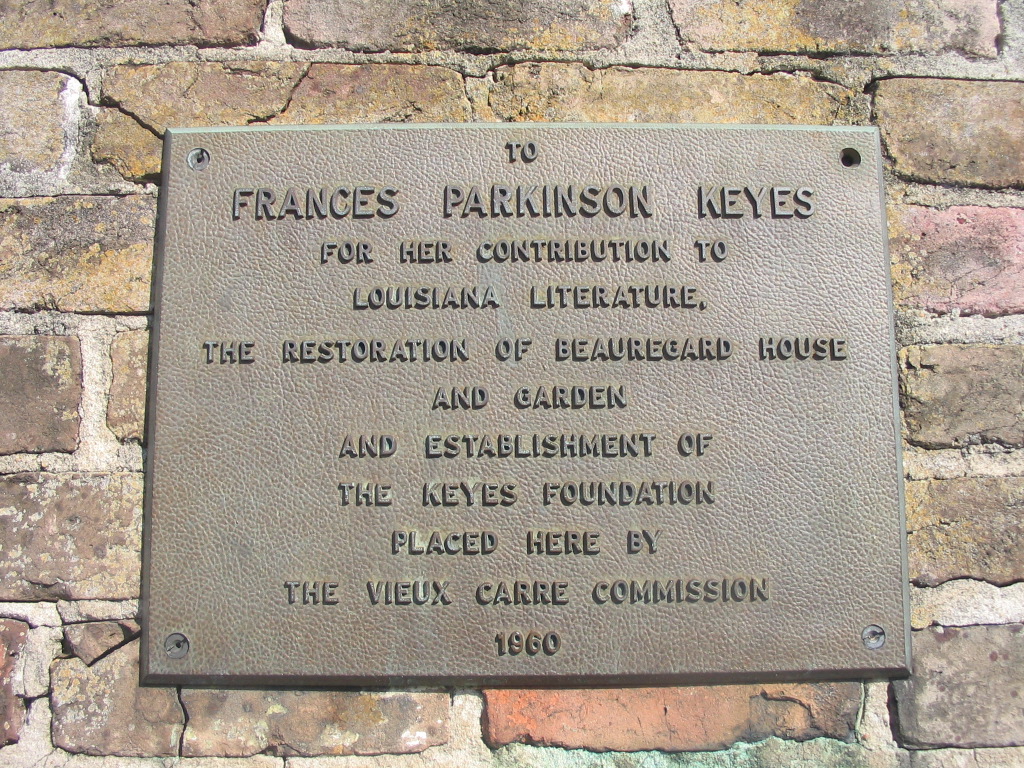 TO
FRANCES PARKINSON KEYES
FOR HER CONTRIBUTION TO
LOUISIANA LITERATURE,
THE RESTORATION OF BEAUREGARD HOUSE
AND GARDEN
AND ESTABLISHMENT OF
THE KEYES FOUNDATION
PLACED HERE BY
THE VIEUX CARRE COMMISSION
1960